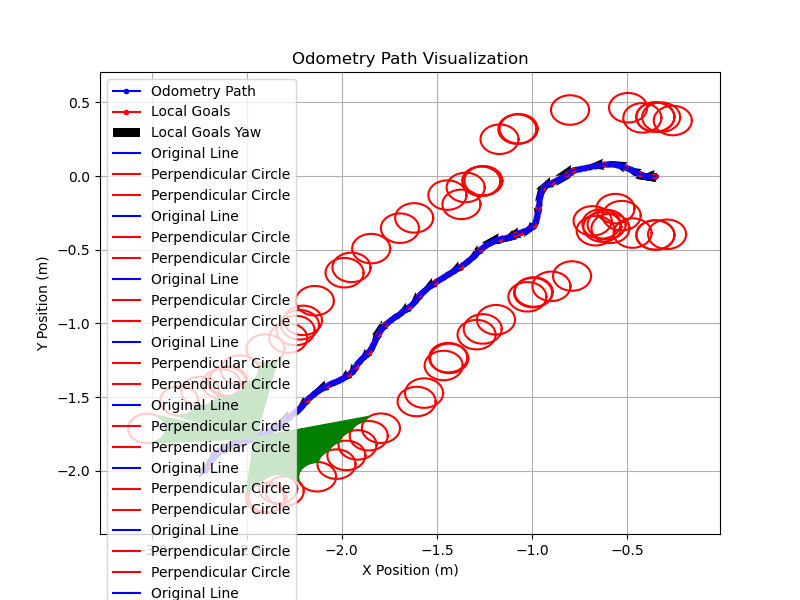 Odometry Path Visualization
Y Position (m)
0.5
0.0
−0.5
−1.0
−1.5
−2.0
Odometry Path
Local Goals
Local Goals Yaw
Original Line
Perpendicular Circle
Perpendicular Circle
Original Line
Perpendicular Circle
Perpendicular Circle
Original Line
Perpendicular Circle
Perpendicular Circle
Original Line
Perpendicular Circle
Perpendicular Circle
Original Line
Perpendicular Circle
Perpendicular Circle
Original Line
Perpendicular Circle
Perpendicular Circle
Original Line
Perpendicular Circle
Perpendicular Circle
Original Line
−2.0 −1.5 −1.0 −0.5
X Position (m)